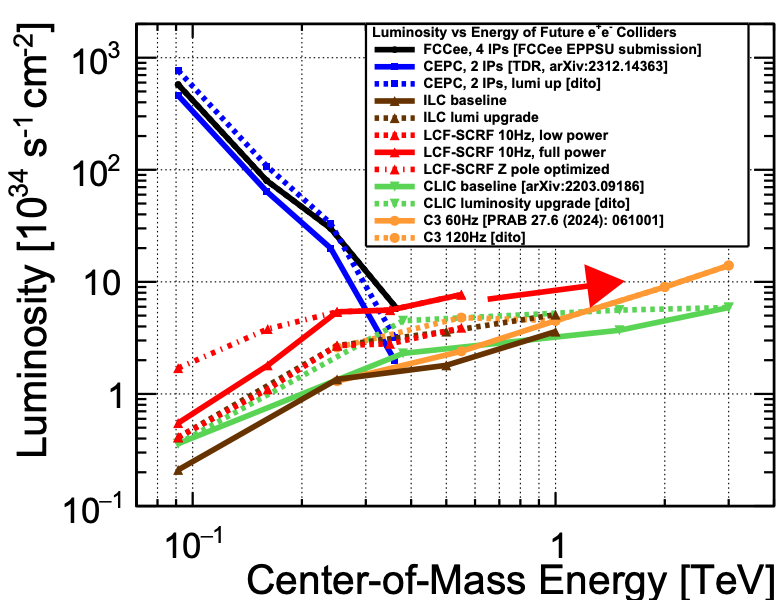 Luminosity vs Energy of Future e⁺e⁻ Colliders
FCCee, 4 IPs [FCCee EPPSU submission]
CEPC, 2 IPs [TDR, arXiv:2312.14363]
CEPC, 2 IPs, lumi up [dito]
ILC baseline
ILC lumi upgrade
LCF-SCRF 10Hz, low power
LCF-SCRF 10Hz, full power
LCF-SCRF Z pole optimized
CLIC baseline [arXiv:2203.09186]
CLIC luminosity upgrade [dito]
C3 60Hz [PRAB 27.6 (2024): 061001]
C3 120Hz [dito]
Luminosity [10³⁴ s⁻¹ cm⁻²]
10³
10²
10
1
10⁻¹
10⁻¹
1
Center-of-Mass Energy [TeV]